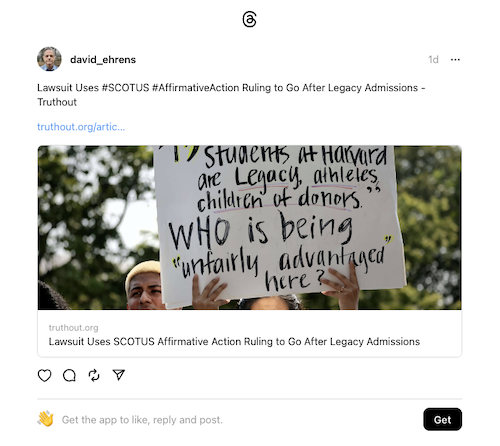 david_ehrens
1d
Lawsuit Uses #SCOTUS #AffirmativeAction Ruling to Go After Legacy Admissions -
Truthout
truthout.org/artic...
Students At Harvard
are Legacy, athletes,
children of donors."
WHO is being
"unfairly advantaged"
here?
truthout.org
Lawsuit Uses SCOTUS Affirmative Action Ruling to Go After Legacy Admissions
Get the app to like, reply and post.
Get